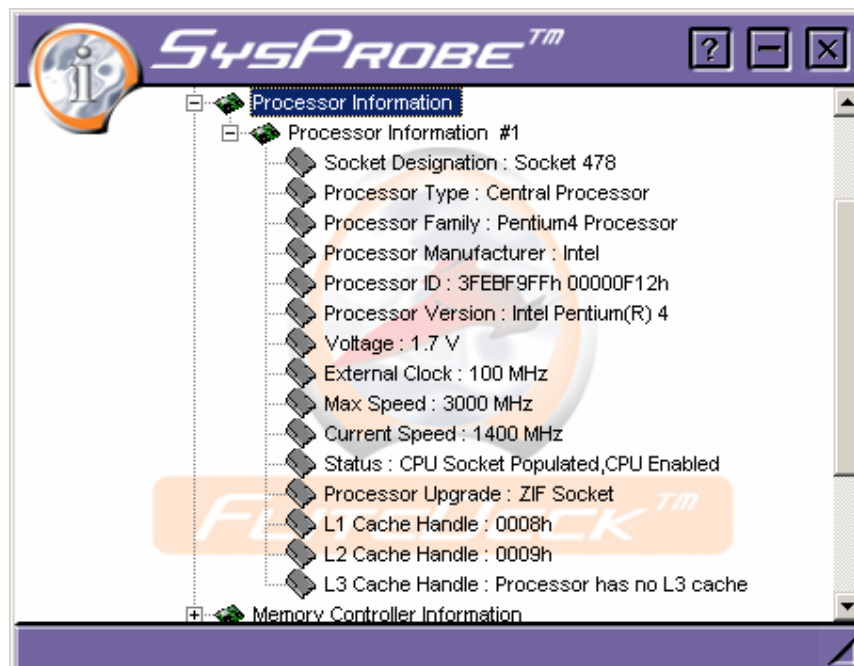 SYSPROBE™
Processor Information
Processor Information #1
Socket Designation : Socket 478
Processor Type : Central Processor
Processor Family : Pentium4 Processor
Processor Manufacturer : Intel
Processor ID : 3FEBF9FFh 00000F12h
Processor Version : Intel Pentium(R) 4
Voltage : 1.7 V
External Clock : 100 MHz
Max Speed : 3000 MHz
Current Speed : 1400 MHz
Status : CPU Socket Populated,CPU Enabled
Processor Upgrade : ZIF Socket
FLITEDECK™
L1 Cache Handle : 0008h
L2 Cache Handle : 0009h
L3 Cache Handle : Processor has no L3 cache
Memory Controller Information